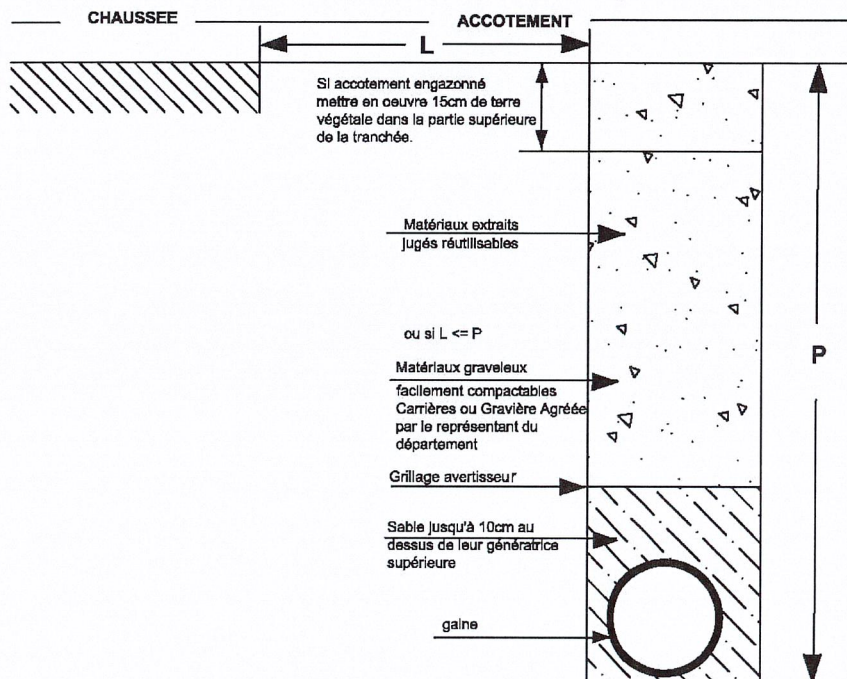 CHAUSSEE
ACCOTEMENT
L
Si accotement engazonné
mettre en oeuvre 15cm de terre
végétale dans la partie supérieure
de la tranchée.
Matériaux extraits
jugés réutilisables
ou si L <= P
P
Matériaux graveleux
facilement compactables
Carrières ou Gravière Agréée
par le représentant du
département
Grillage avertisseur
Sable jusqu'à 10cm au
dessus de leur génératrice
supérieure
gaine